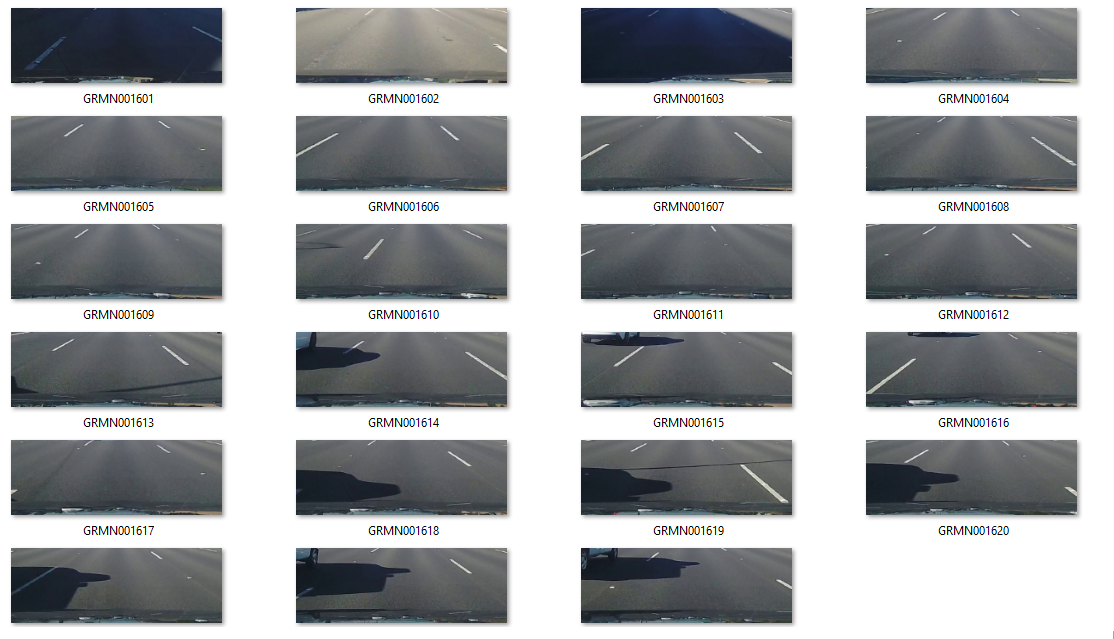 GRMN001601 GRMN001602 GRMN001603 GRMN001604
GRMN001605 GRMN001606 GRMN001607 GRMN001608
GRMN001609 GRMN001610 GRMN001611 GRMN001612
GRMN001613 GRMN001614 GRMN001615 GRMN001616
GRMN001617 GRMN001618 GRMN001619 GRMN001620